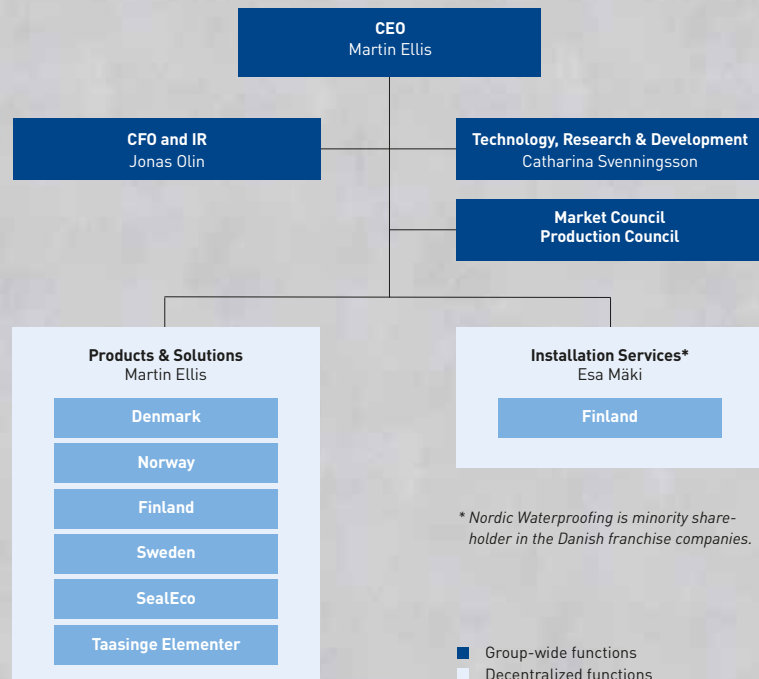 CEO
Martin Ellis
CFO and IR
Jonas Olin
Technology, Research & Development
Catharina Svenningsson
Market Council
Production Council
Products & Solutions
Martin Ellis
Denmark
Norway
Finland
Sweden
SealEco
Taasinge Elementer
Installation Services*
Esa Mäki
Finland
* Nordic Waterproofing is minority share-
holder in the Danish franchise companies.
Group-wide functions
Decentralized functions